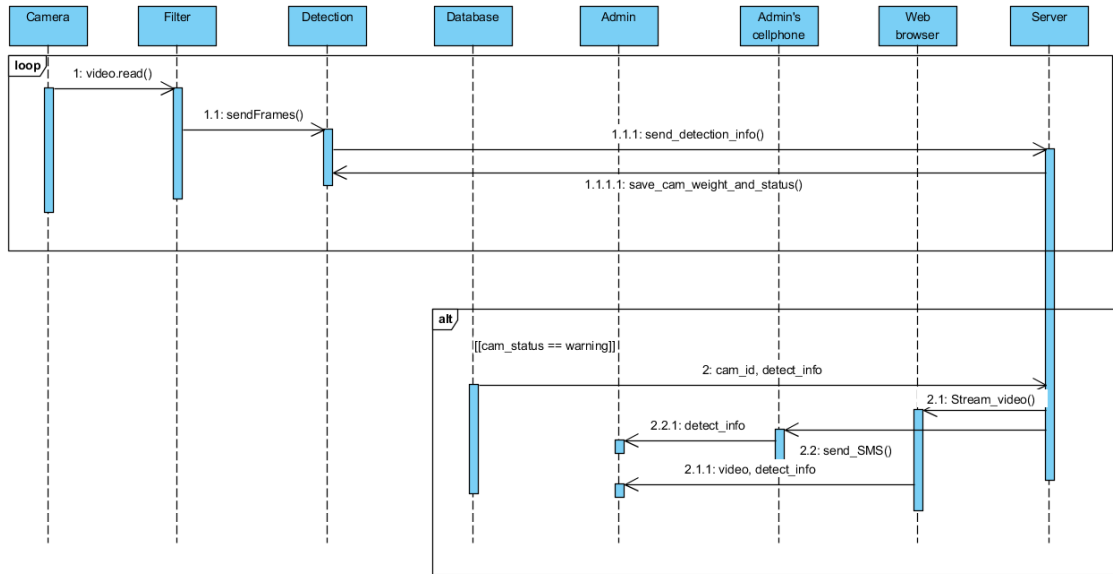 Camera
Filter
Detection
Database
Admin
Admin's
cellphone
Web
browser
Server
loop
1: video.read()
1.1: sendFrames()
1.1.1: send_detection_info()
1.1.1.1: save_cam_weight_and_status()
alt
[[cam_status == warning]]
2: cam_id, detect_info
2.1: Stream_video()
2.2.1: detect_info
2.2: send_SMS()
2.1.1: video, detect_info